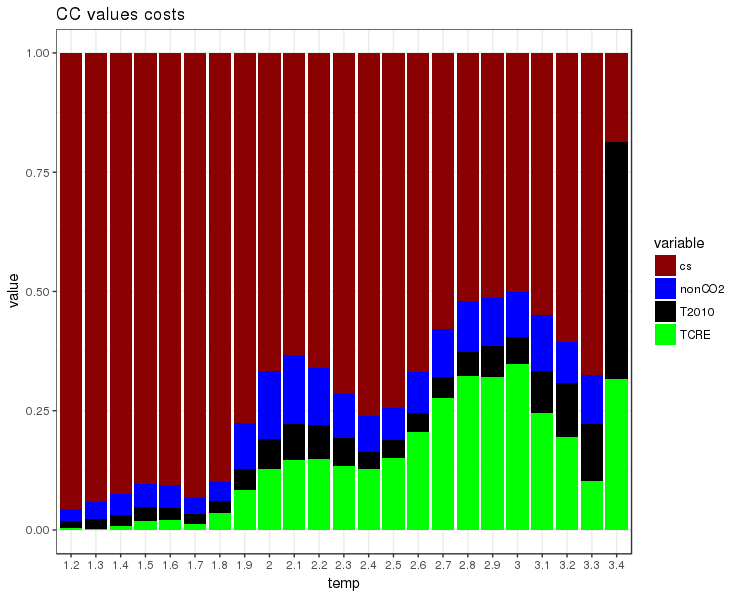 CC values costs
1.00
0.75
0.50
0.25
0.00
value
1.2 1.3 1.4 1.5 1.6 1.7 1.8 1.9 2 2.1 2.2 2.3 2.4 2.5 2.6 2.7 2.8 2.9 3 3.1 3.2 3.3 3.4
temp
variable
cs
nonCO2
T2010
TCRE